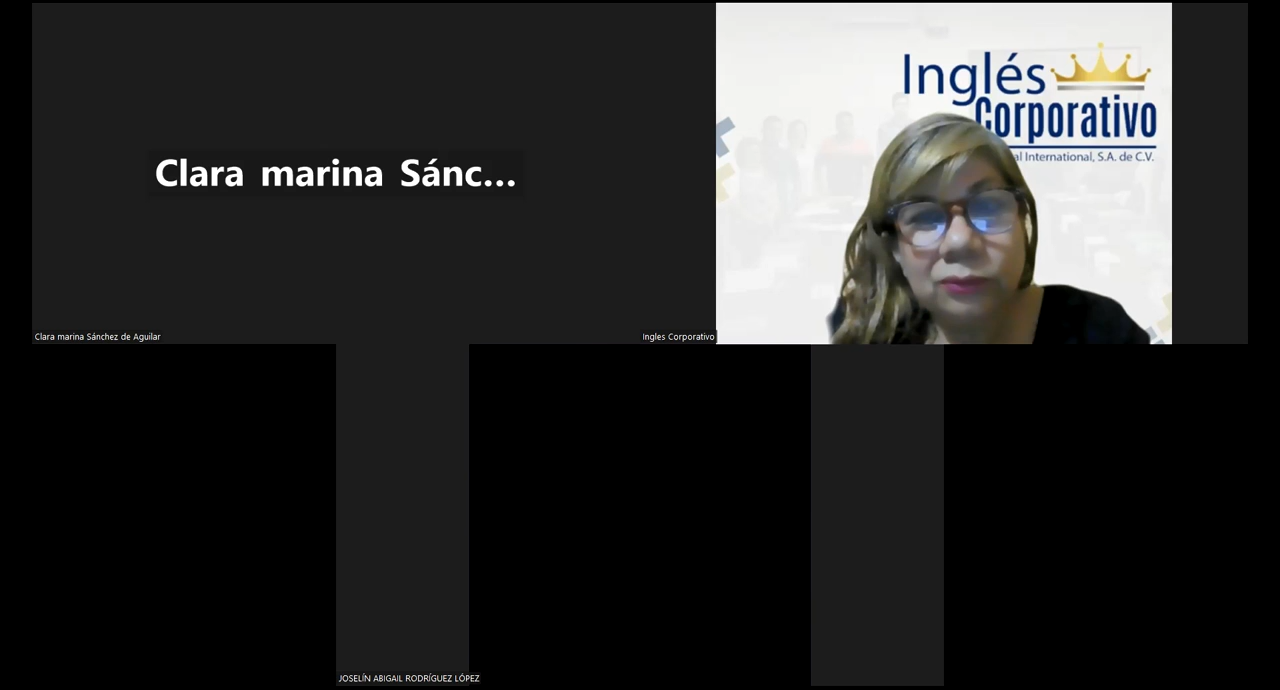 Clara marina Sánc...
Inglés
Corporativo
al International, S.A. de C.V.
Clara marina Sánchez de Aguilar
Ingles Corporativo
JOSELÍN ABIGAIL RODRÍGUEZ LÓPEZ